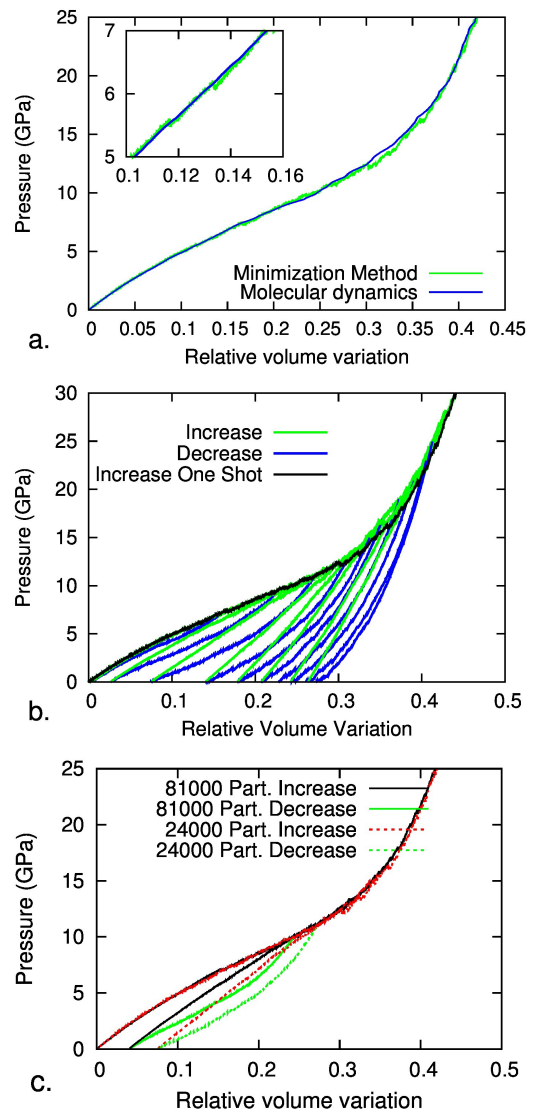 25
20
15
10
5
0
Pressure (GPa)
7
6
5
0.1 0.12 0.14 0.16
Minimization Method
Molecular dynamics
0 0.05 0.1 0.15 0.2 0.25 0.3 0.35 0.4 0.45
a.
Relative volume variation
30
25
20
15
10
5
0
Pressure (GPa)
Increase
Decrease
Increase One Shot
0 0.1 0.2 0.3 0.4 0.5
b.
Relative Volume Variation
25
20
15
10
5
0
Pressure (GPa)
81000 Part. Increase
81000 Part. Decrease
24000 Part. Increase
24000 Part. Decrease
0 0.1 0.2 0.3 0.4 0.5
c.
Relative volume variation